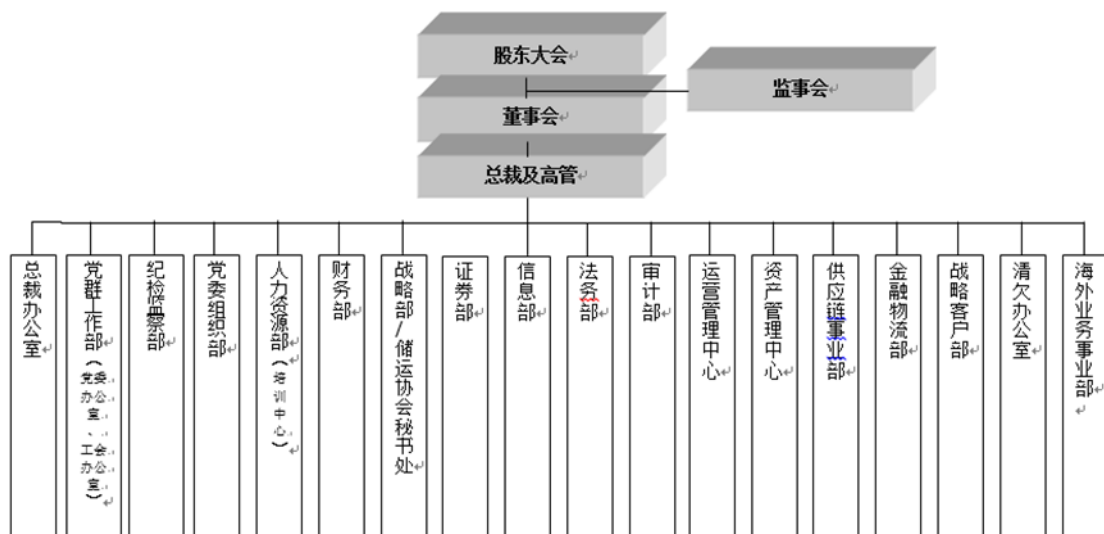 股东大会
监事会
董事会
总裁及高管
总裁办公室
党群工作部（党委办公室、工会办公室）
纪检监察部
党委组织部
人力资源部（培训中心）
财务部
战略部/储运协会秘书处
证券部
信息部
法务部
审计部
运营管理中心
资产管理中心
供应链事业部
金融物流部
战略客户部
清欠办公室
海外业务事业部